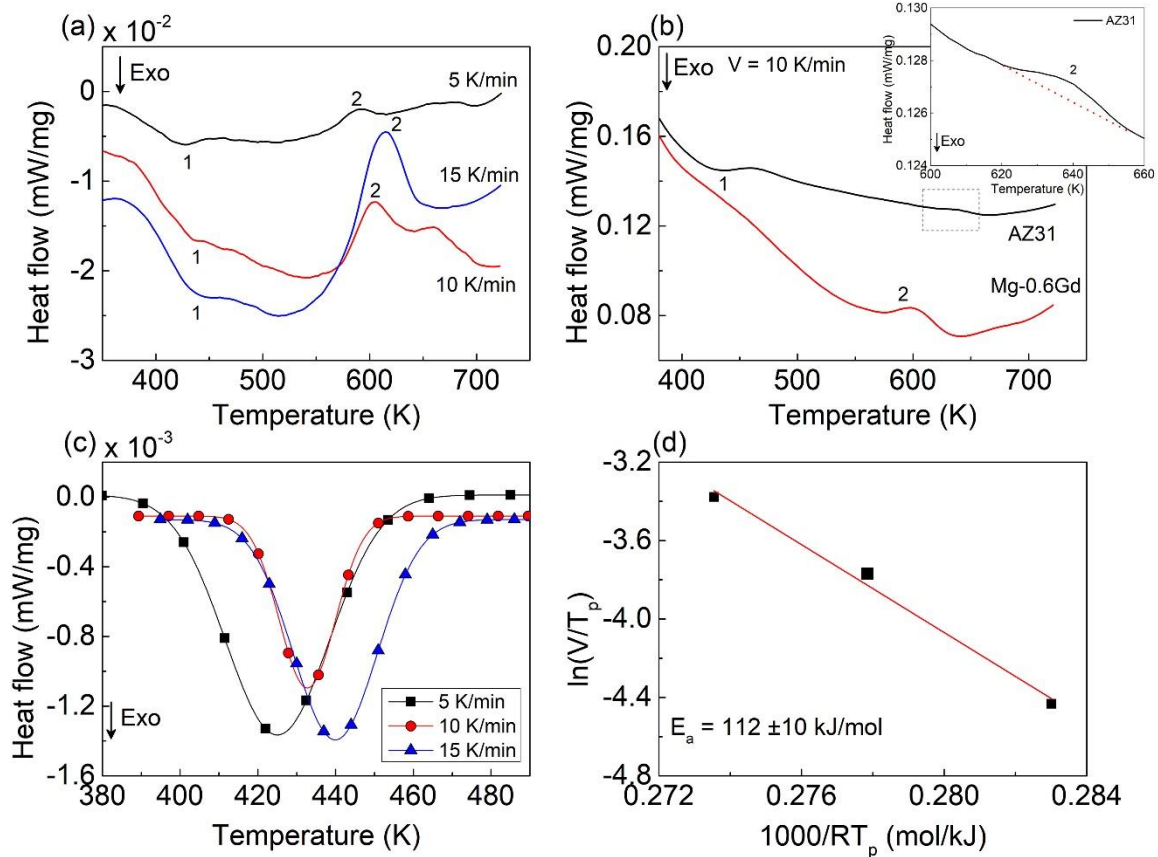 (a) x 10⁻²
Exo
5 K/min
2
2
1
15 K/min
2
1
1
10 K/min
0
-1
-2
-3
400 500 600 700
Heat flow (mW/mg)
Temperature (K)
(b)
Exo V = 10 K/min
0.20
0.16
0.12
0.08
1
AZ31
2
Mg-0.6Gd
400 500 600 700
Heat flow (mW/mg)
Temperature (K)
0.130
0.128
0.126
0.124
AZ31
2
Exo
600 620 640 660
Heat flow (mW/mg)
Temperature (K)
(c) x 10⁻³
0.0
-0.4
-0.8
-1.2
-1.6
Exo
5 K/min
10 K/min
15 K/min
380 400 420 440 460 480
Heat flow (mW/mg)
Temperature (K)
(d)
-3.2
-3.6
-4.0
-4.4
-4.8
Eₐ = 112 ±10 kJ/mol
0.272 0.276 0.280 0.284
ln(V/Tₚ)
1000/RTₚ (mol/kJ)